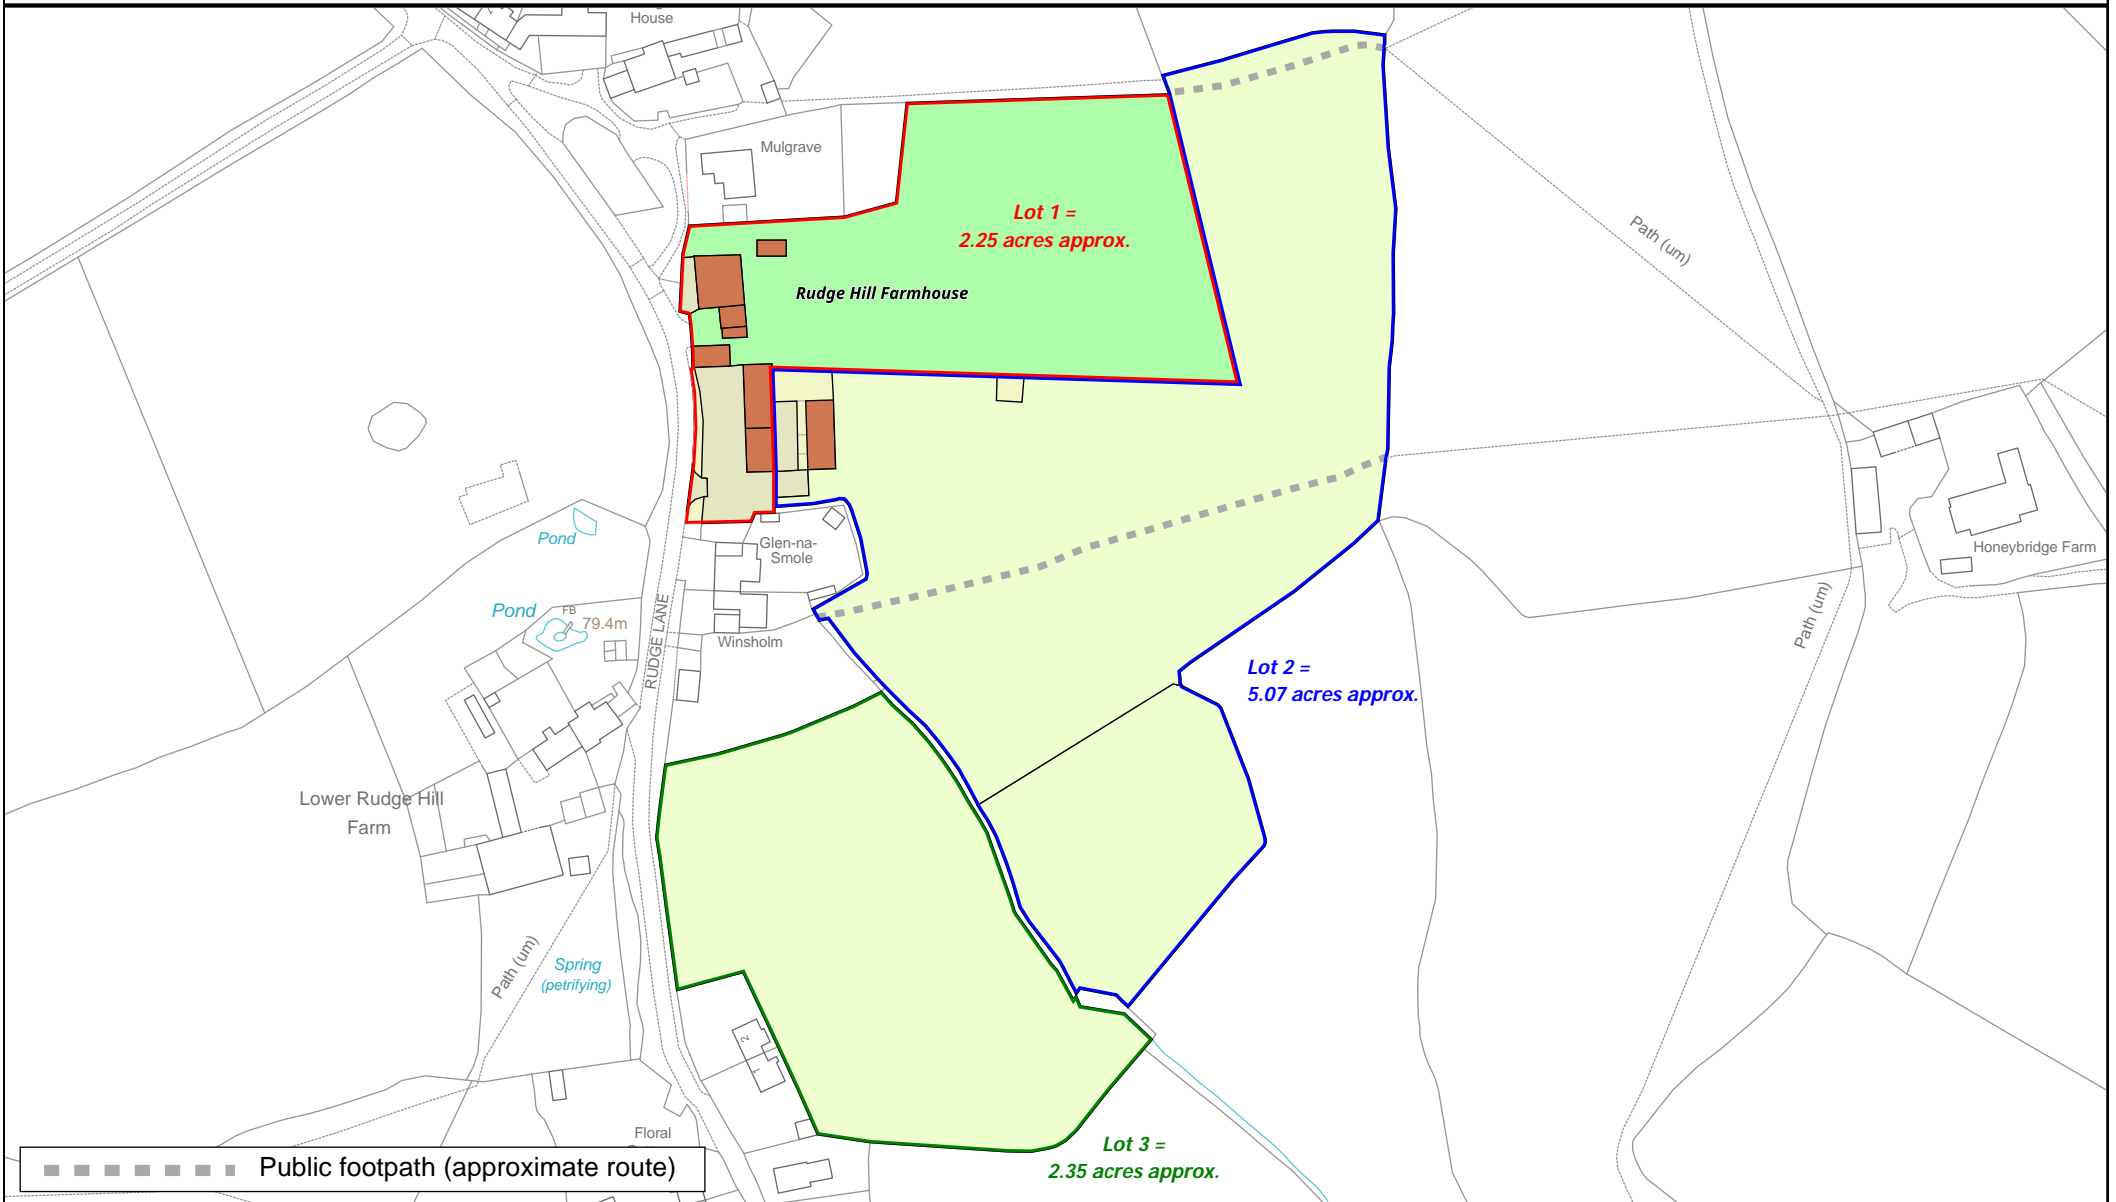 House
Mulgrave
Lot 1 =
2.25 acres approx.
Path (um)
Rudge Hill Farmhouse
Pond
Glen-na-
Smole
Honeybridge Farm
Pond
FB
79.4m
RUDGE LANE
Winsholm
Path (um)
Lot 2 =
5.07 acres approx.
Lower Rudge Hill
Farm
Path (um)
Spring
(petrifying)
2
Floral
Lot 3 =
2.35 acres approx.
Public footpath (approximate route)